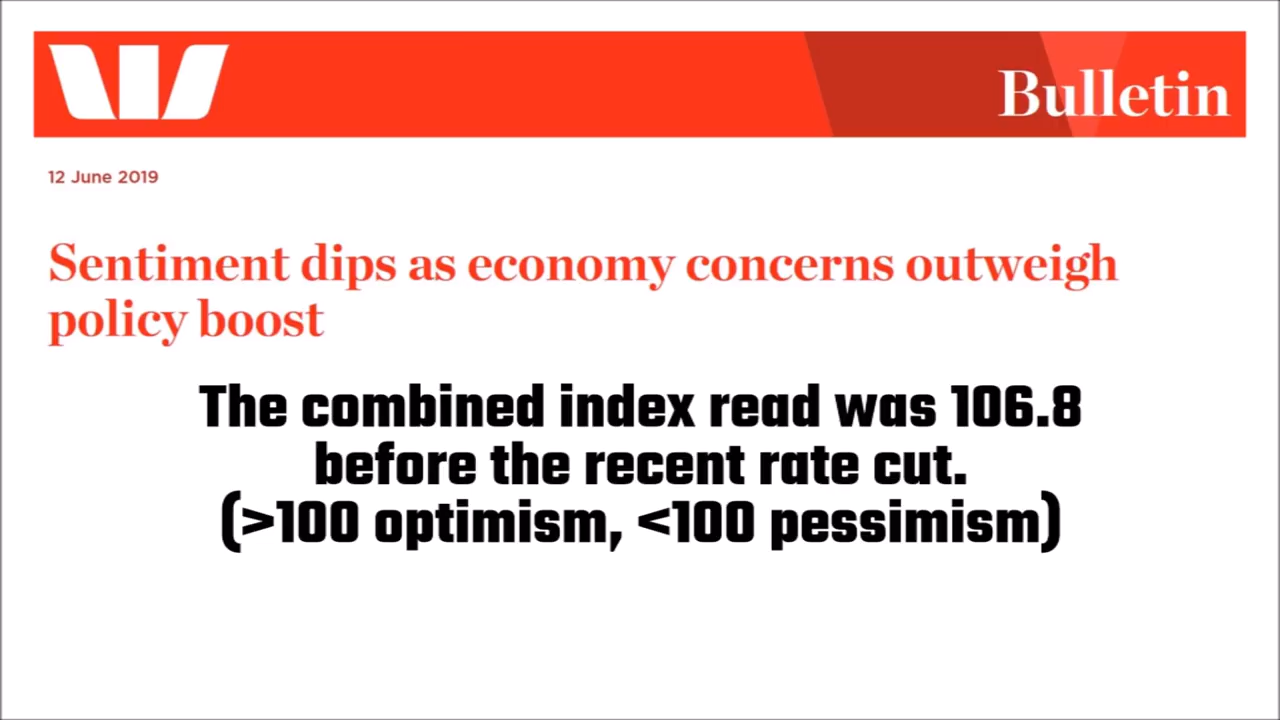 Bulletin
12 June 2019
Sentiment dips as economy concerns outweigh
policy boost
The combined index read was 106.8
before the recent rate cut.
(>100 optimism, <100 pessimism)